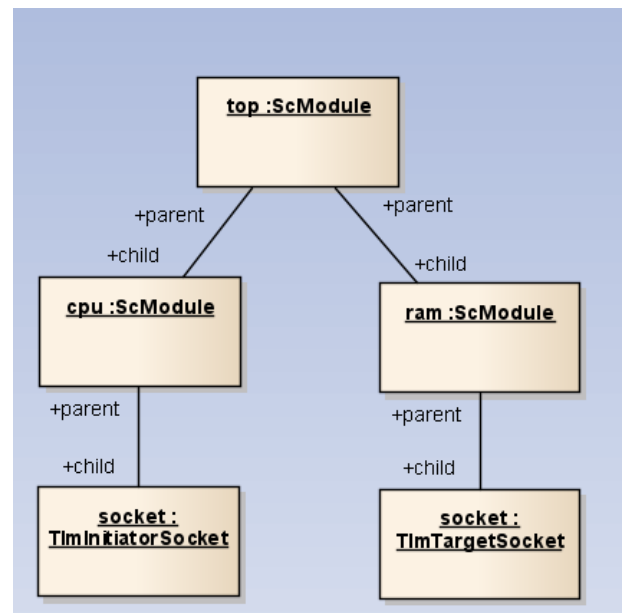 top :ScModule
+parent
+parent
+child
+child
cpu :ScModule
ram :ScModule
+parent
+parent
+child
+child
socket :
TlmInitiatorSocket
socket :
TlmTargetSocket